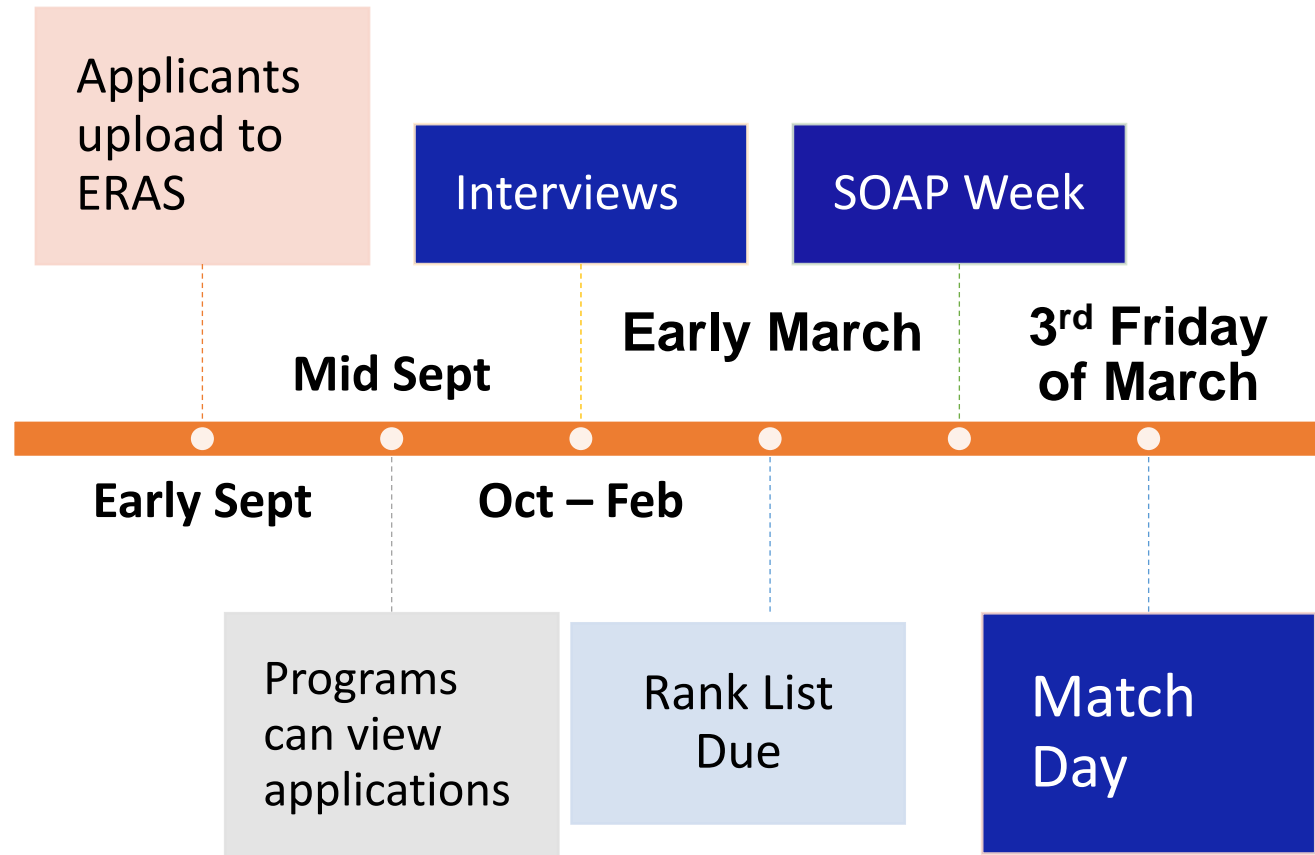 Applicants
upload to
ERAS
Interviews
SOAP Week
Early March
3rd Friday
of March
Mid Sept
Early Sept
Oct – Feb
Programs
can view
applications
Rank List
Due
Match
Day